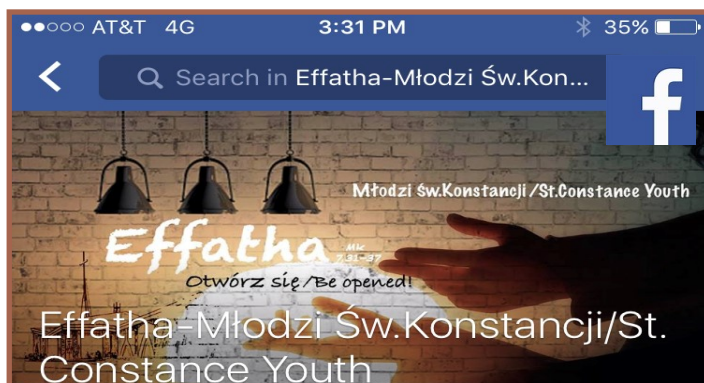 AT&T 4G 3:31 PM 35%
Search in Effatha-Młodzi Św.Kon...
f
Młodzi św.Konstancji/St.Constance Youth
Effatha Mk
7,31-37
Otwórz się/Be opened!
Effatha-Młodzi Św.Konstancji/St.
Constance Youth